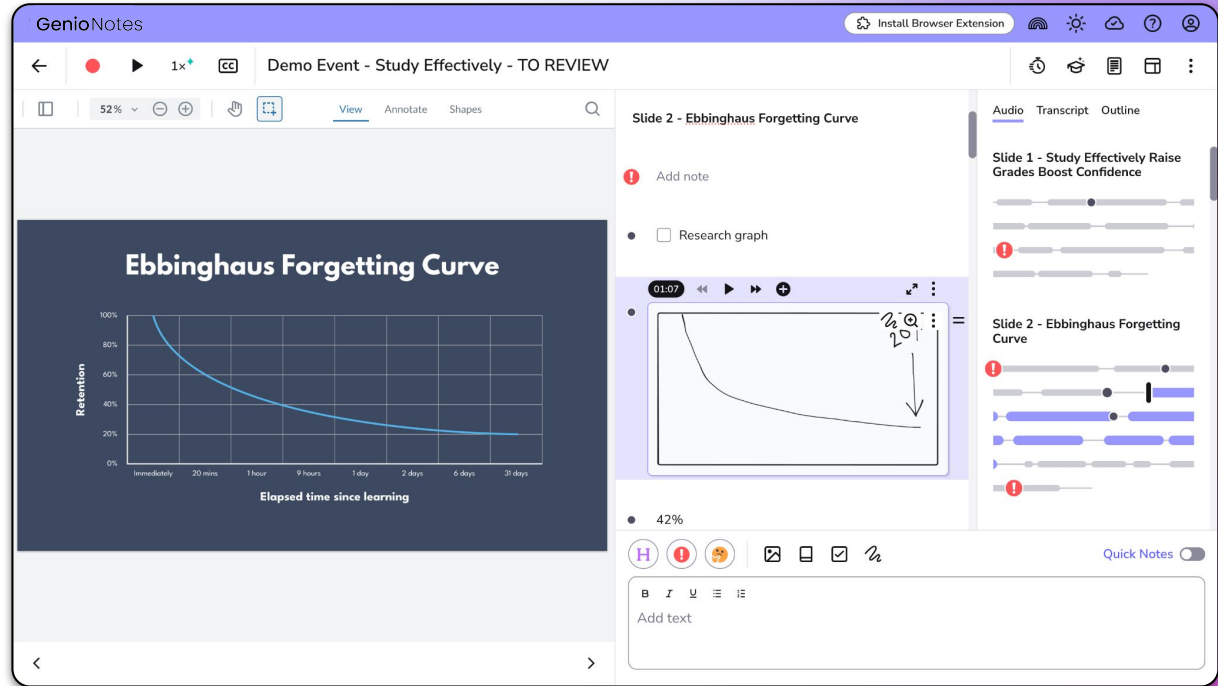 GenioNotes
Install Browser Extension
1×
CC
Demo Event - Study Effectively - TO REVIEW
52%
View
Annotate
Shapes
Ebbinghaus Forgetting Curve
100%
80%
60%
40%
20%
0%
Retention
Immediately
20 mins
1 hour
9 hours
1 day
2 days
6 days
31 days
Elapsed time since learning
Slide 2 - Ebbinghaus Forgetting Curve
Add note
Research graph
01:07
42%
H
B I U
Add text
Quick Notes
Audio
Transcript
Outline
Slide 1 - Study Effectively Raise
Grades Boost Confidence
Slide 2 - Ebbinghaus Forgetting
Curve